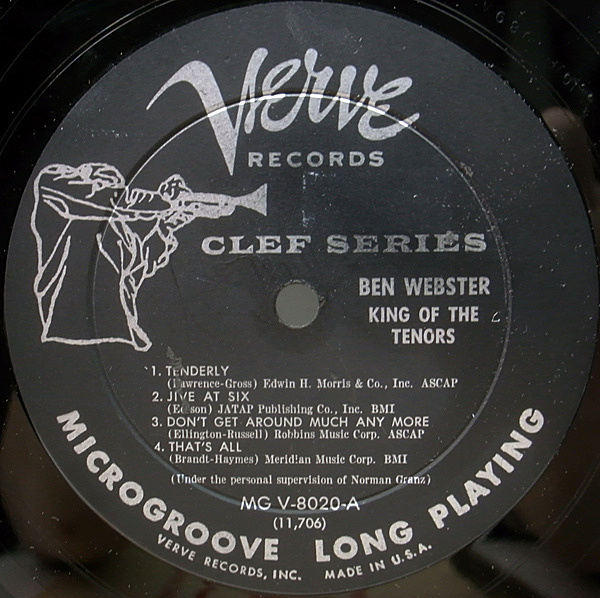 Verve
RECORDS
CLEF SERIES
BEN WEBSTER
KING OF THE
TENORS
1. TENDERLY
(Lawrence-Gross) Edwin H. Morris & Co., Inc. ASCAP
2. JIVE AT SIX
(Edison) JATAP Publishing Co., Inc. BMI
3. DON'T GET AROUND MUCH ANY MORE
(Ellington-Russell) Robbins Music Corp. ASCAP
4. THAT'S ALL
(Brandt-Haymes) Meridian Music Corp. BMI
(Under the personal supervision of Norman Granz)
MG V-8020-A
(11,706)
MICROGROOVE LONG PLAYING
VERVE RECORDS, INC. MADE IN U.S.A.